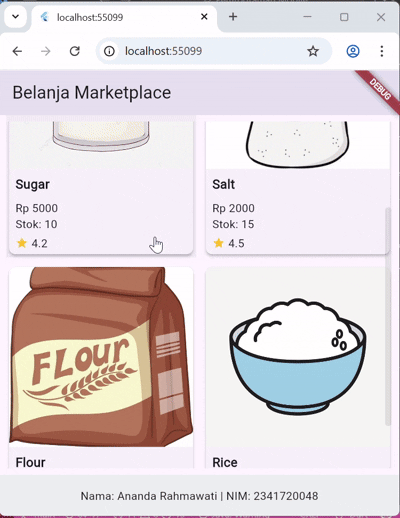 localhost:55099
localhost:55099
Belanja Marketplace
DEBUG
Sugar
Rp 5000
Stok: 10
4.2
Salt
Rp 2000
Stok: 15
4.5
FLour
Flour
Rice
Nama: Ananda Rahmawati | NIM: 2341720048